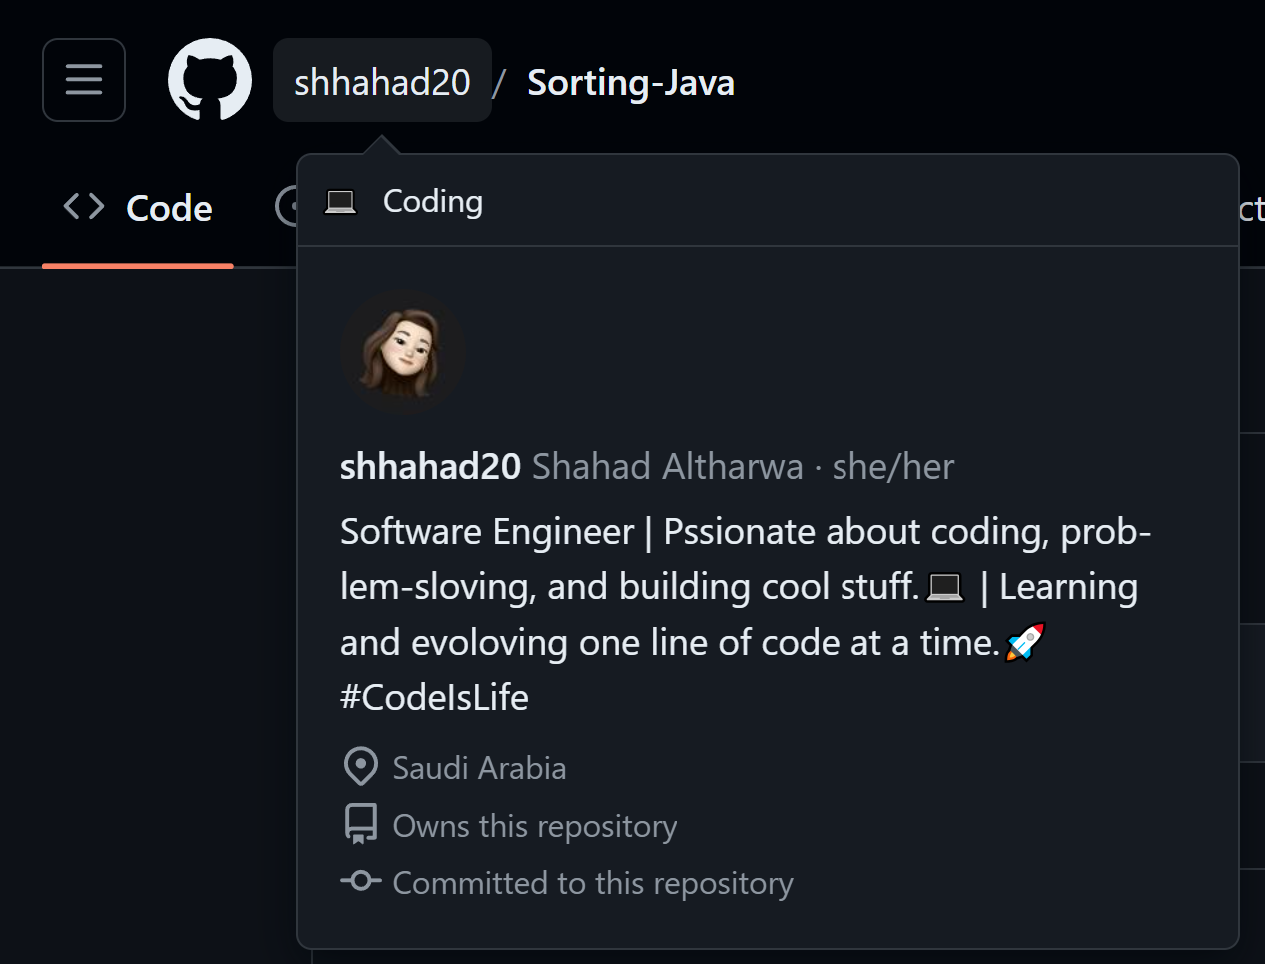 shhahad20 / Sorting-Java
Code
Coding
shhahad20 Shahad Altharwa · she/her
Software Engineer | Pssionate about coding, prob-
lem-sloving, and building cool stuff.💻 | Learning
and evoloving one line of code at a time.🚀
#CodeIsLife
Saudi Arabia
Owns this repository
Committed to this repository